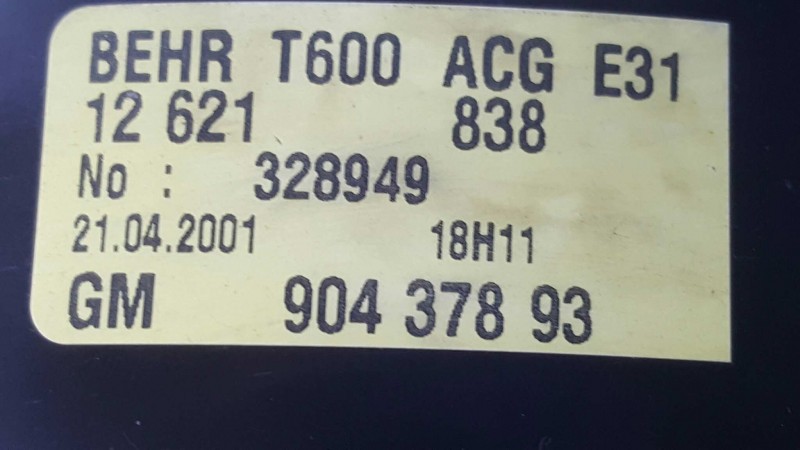 BEHR T600 ACG E31
12 621 838
No : 328949
21.04.2001 18H11
GM 904 378 93